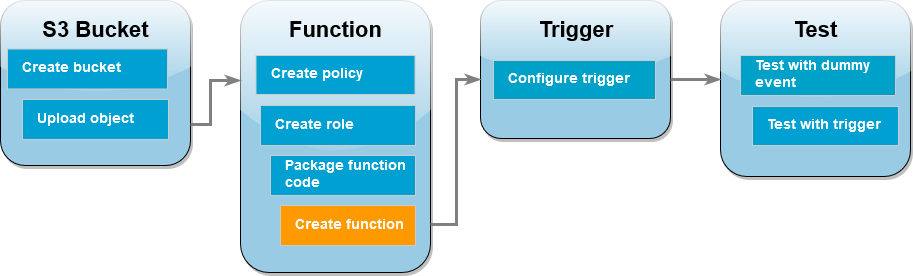 S3 Bucket
Create bucket
Upload object
Function
Create policy
Create role
Package function
code
Create function
Trigger
Configure trigger
Test
Test with dummy
event
Test with trigger